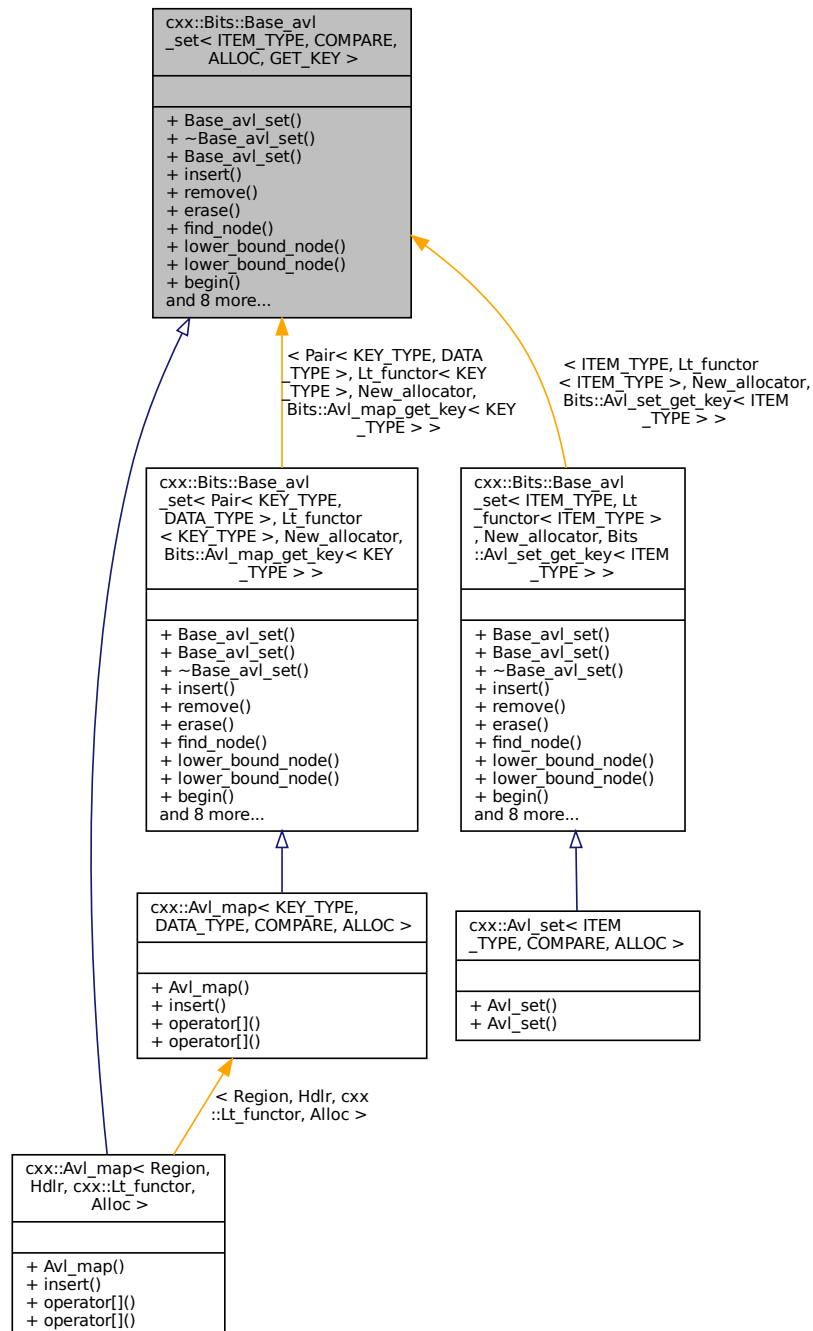 cxx::Bits::Base_avl
_set< ITEM_TYPE, COMPARE,
ALLOC, GET_KEY >
+ Base_avl_set()
+ ~Base_avl_set()
+ Base_avl_set()
+ insert()
+ remove()
+ erase()
+ find_node()
+ lower_bound_node()
+ lower_bound_node()
+ begin()
and 8 more...
< Pair< KEY_TYPE, DATA
_TYPE >, Lt_functor< KEY
_TYPE >, New_allocator,
Bits::Avl_map_get_key< KEY
_TYPE > >
< ITEM_TYPE, Lt_functor
< ITEM_TYPE >, New_allocator,
Bits::Avl_set_get_key< ITEM
_TYPE > >
cxx::Bits::Base_avl
_set< Pair< KEY_TYPE,
DATA_TYPE >, Lt_functor
< KEY_TYPE >, New_allocator,
Bits::Avl_map_get_key< KEY
_TYPE > >
+ Base_avl_set()
+ Base_avl_set()
+ ~Base_avl_set()
+ insert()
+ remove()
+ erase()
+ find_node()
+ lower_bound_node()
+ lower_bound_node()
+ begin()
and 8 more...
cxx::Bits::Base_avl
_set< ITEM_TYPE, Lt
_functor< ITEM_TYPE >
, New_allocator, Bits
::Avl_set_get_key< ITEM
_TYPE > >
+ Base_avl_set()
+ Base_avl_set()
+ ~Base_avl_set()
+ insert()
+ remove()
+ erase()
+ find_node()
+ lower_bound_node()
+ lower_bound_node()
+ begin()
and 8 more...
cxx::Avl_map< KEY_TYPE,
DATA_TYPE, COMPARE, ALLOC >
+ Avl_map()
+ insert()
+ operator[]()
+ operator[]()
cxx::Avl_set< ITEM
_TYPE, COMPARE, ALLOC >
+ Avl_set()
+ Avl_set()
< Region, Hdlr, cxx
::Lt_functor, Alloc >
cxx::Avl_map< Region,
Hdlr, cxx::Lt_functor,
Alloc >
+ Avl_map()
+ insert()
+ operator[]()
+ operator[]()